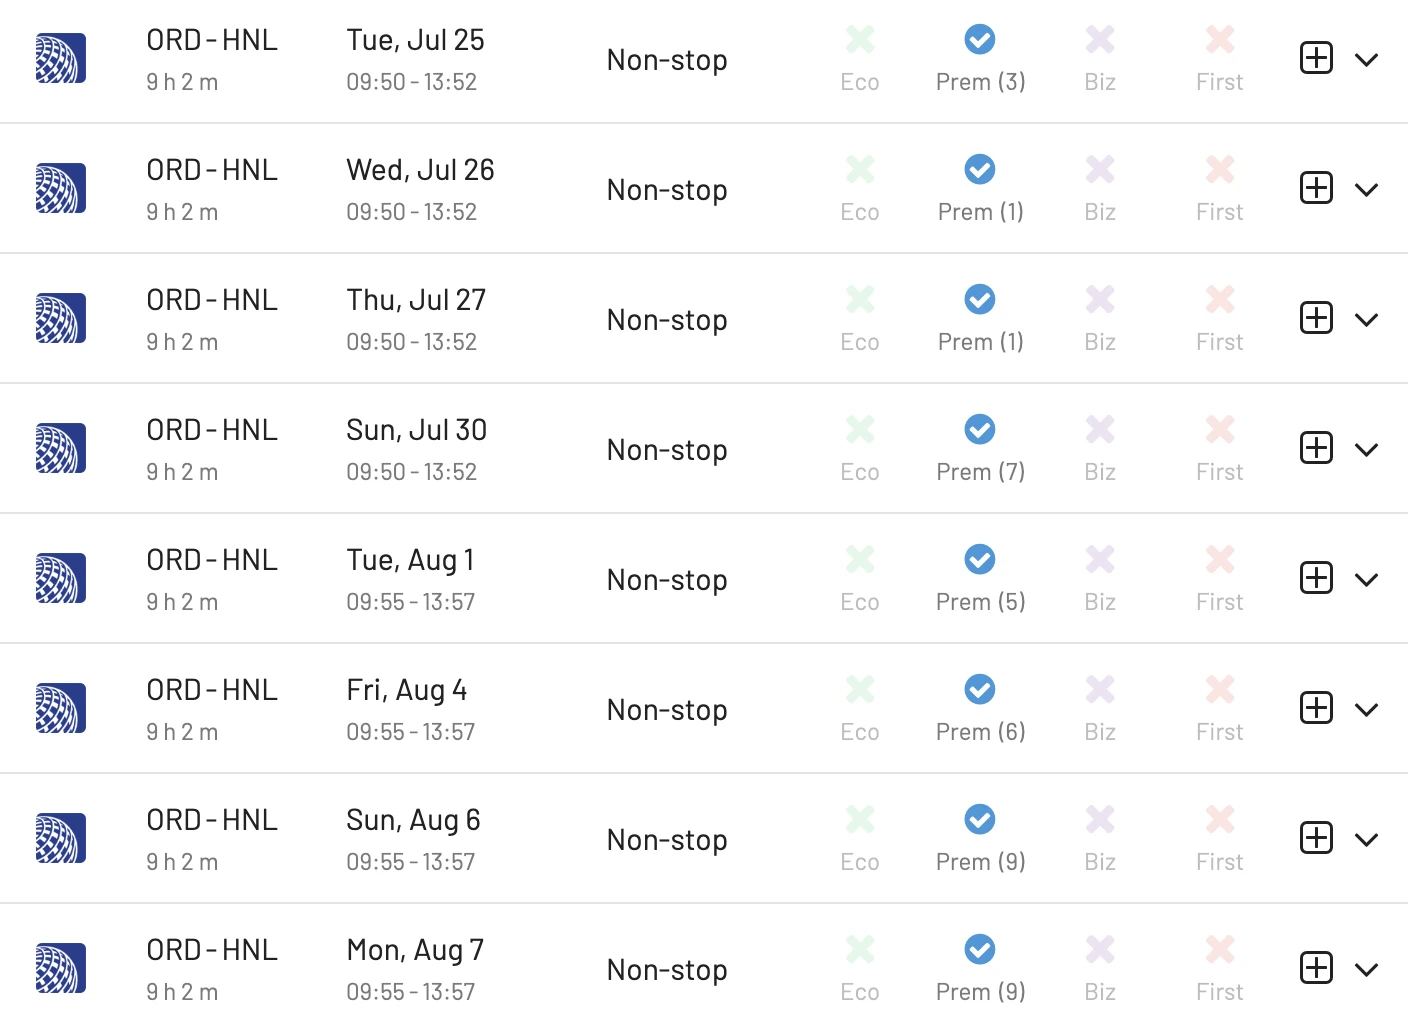 ORD - HNL Tue, Jul 25
9 h 2 m 09:50 - 13:52 Non-stop Eco Prem (3) Biz First
ORD - HNL Wed, Jul 26
9 h 2 m 09:50 - 13:52 Non-stop Eco Prem (1) Biz First
ORD - HNL Thu, Jul 27
9 h 2 m 09:50 - 13:52 Non-stop Eco Prem (1) Biz First
ORD - HNL Sun, Jul 30
9 h 2 m 09:50 - 13:52 Non-stop Eco Prem (7) Biz First
ORD - HNL Tue, Aug 1
9 h 2 m 09:55 - 13:57 Non-stop Eco Prem (5) Biz First
ORD - HNL Fri, Aug 4
9 h 2 m 09:55 - 13:57 Non-stop Eco Prem (6) Biz First
ORD - HNL Sun, Aug 6
9 h 2 m 09:55 - 13:57 Non-stop Eco Prem (9) Biz First
ORD - HNL Mon, Aug 7
9 h 2 m 09:55 - 13:57 Non-stop Eco Prem (9) Biz First